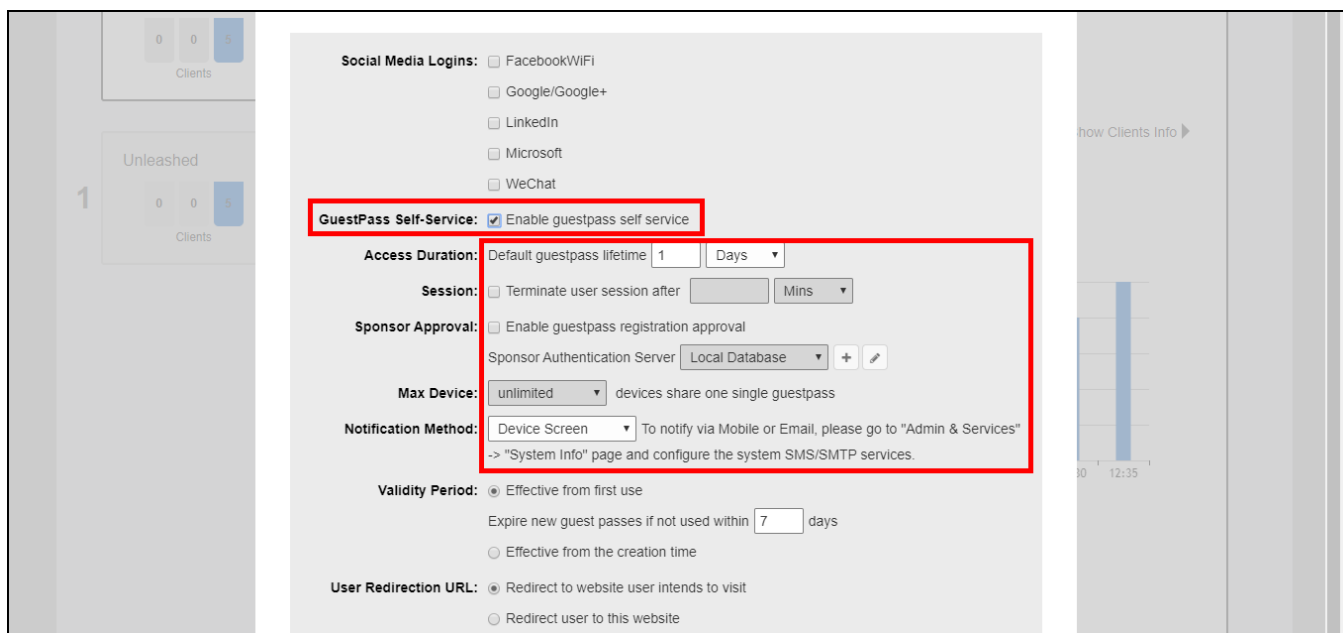 0 0 5
Clients
Unleashed
1
0 0 5
Clients
Social Media Logins: FacebookWiFi
Google/Google+
LinkedIn
Microsoft
WeChat
GuestPass Self-Service: Enable guestpass self service
Access Duration: Default guestpass lifetime 1 Days
Session: Terminate user session after Mins
Sponsor Approval: Enable guestpass registration approval
Sponsor Authentication Server Local Database +
Max Device: unlimited devices share one single guestpass
Notification Method: Device Screen To notify via Mobile or Email, please go to "Admin & Services"
-> "System Info" page and configure the system SMS/SMTP services.
Validity Period: Effective from first use
Expire new guest passes if not used within 7 days
Effective from the creation time
User Redirection URL: Redirect to website user intends to visit
Redirect user to this website
how Clients Info
30 12:35